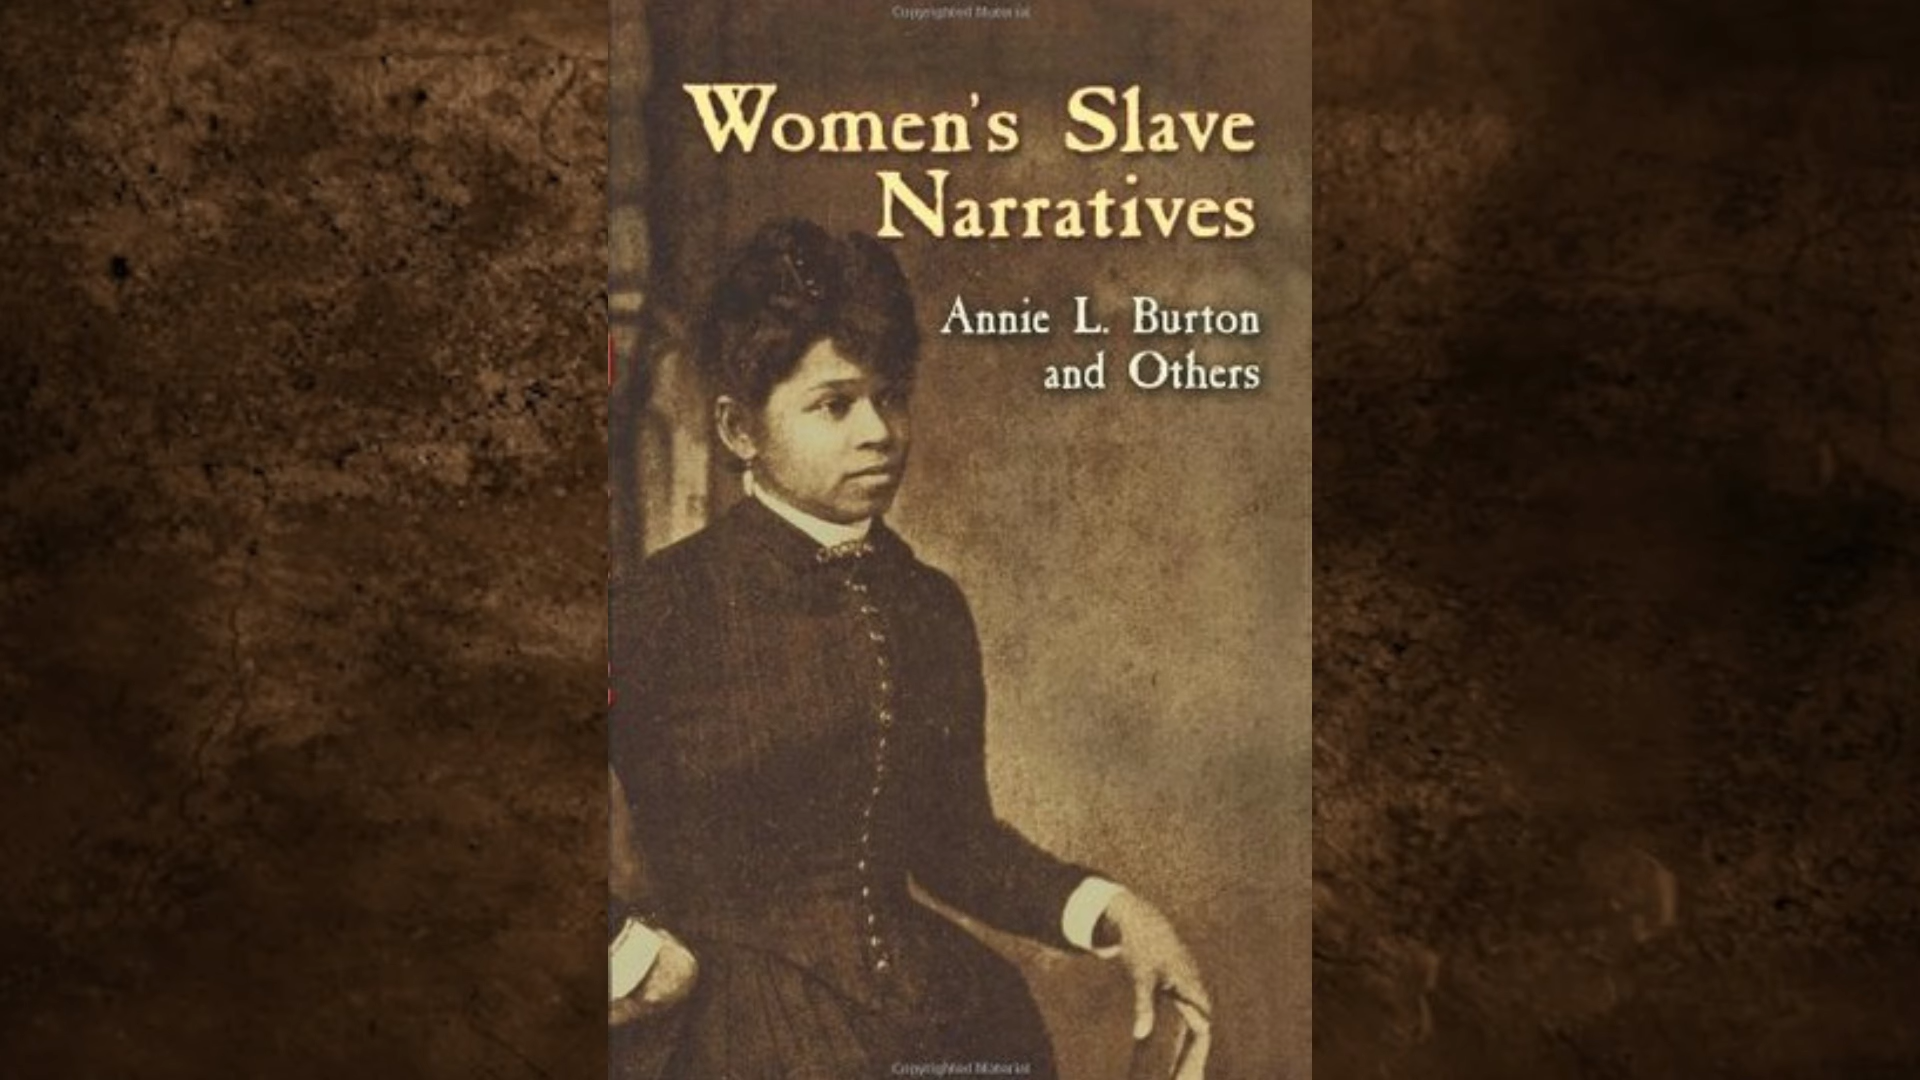 Copyrighted Material
Women's Slave
Narratives
Annie L. Burton
and Others
Copyrighted Material